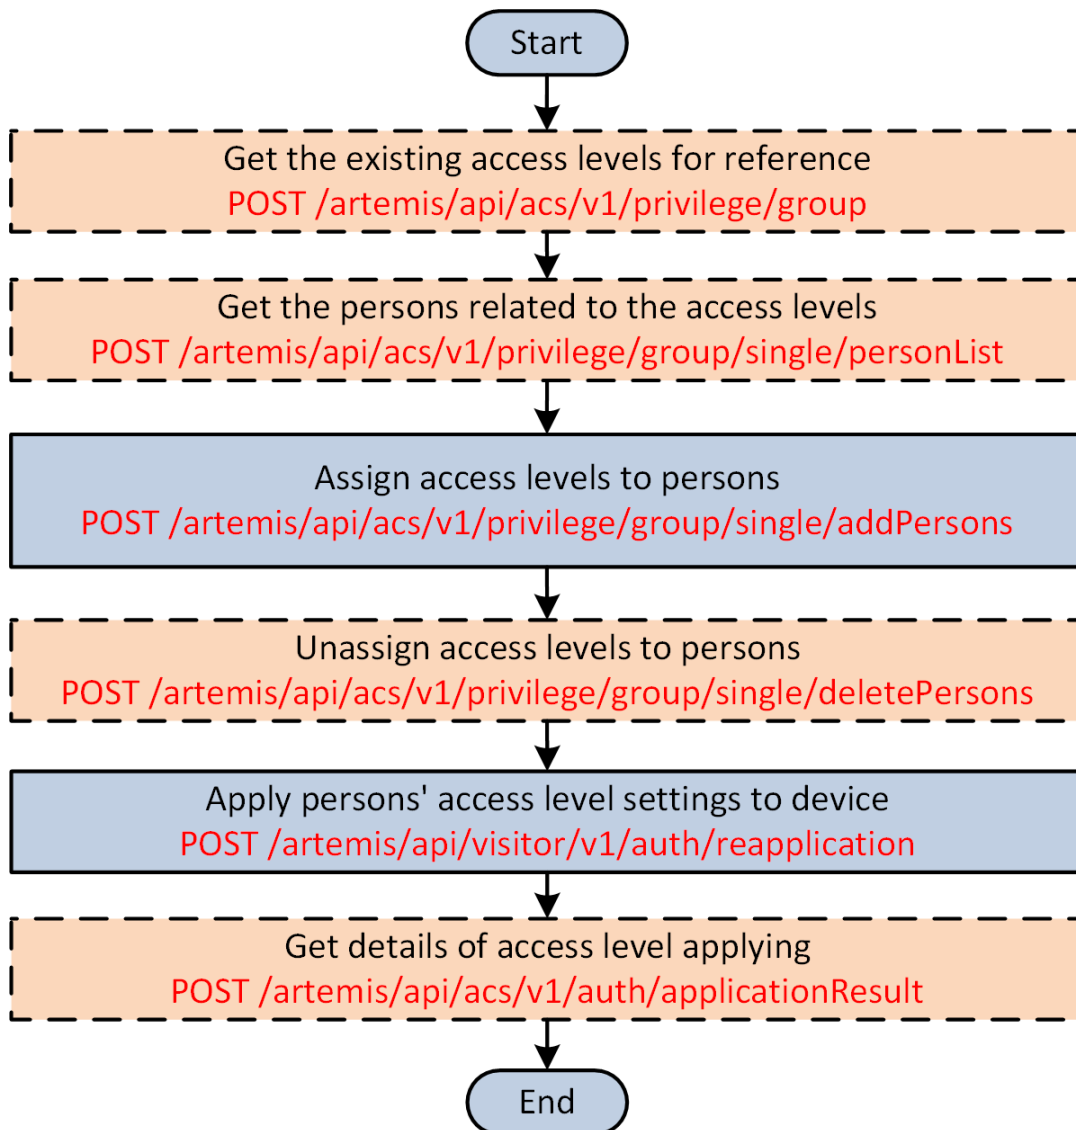 Start
Get the existing access levels for reference
POST /artemis/api/acs/v1/privilege/group
Get the persons related to the access levels
POST /artemis/api/acs/v1/privilege/group/single/personList
Assign access levels to persons
POST /artemis/api/acs/v1/privilege/group/single/addPersons
Unassign access levels to persons
POST /artemis/api/acs/v1/privilege/group/single/deletePersons
Apply persons' access level settings to device
POST /artemis/api/visitor/v1/auth/reapplication
Get details of access level applying
POST /artemis/api/acs/v1/auth/applicationResult
End